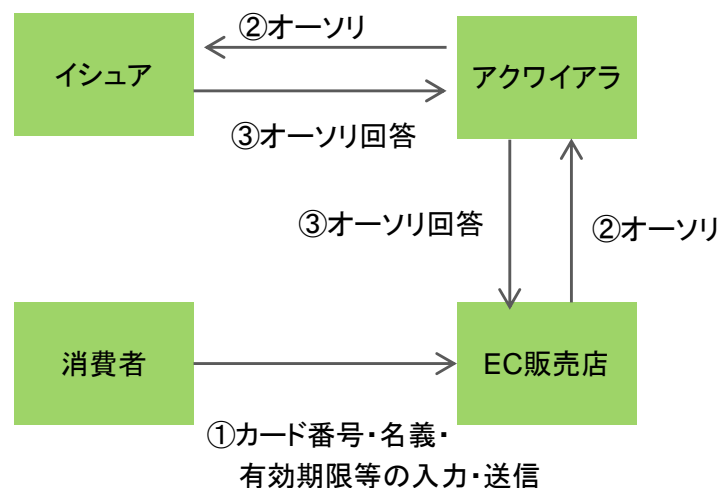 ②オーソリ
イシュア
アクワイアラ
③オーソリ回答
③オーソリ回答
②オーソリ
消費者
EC販売店
①カード番号・名義・
有効期限等の入力・送信